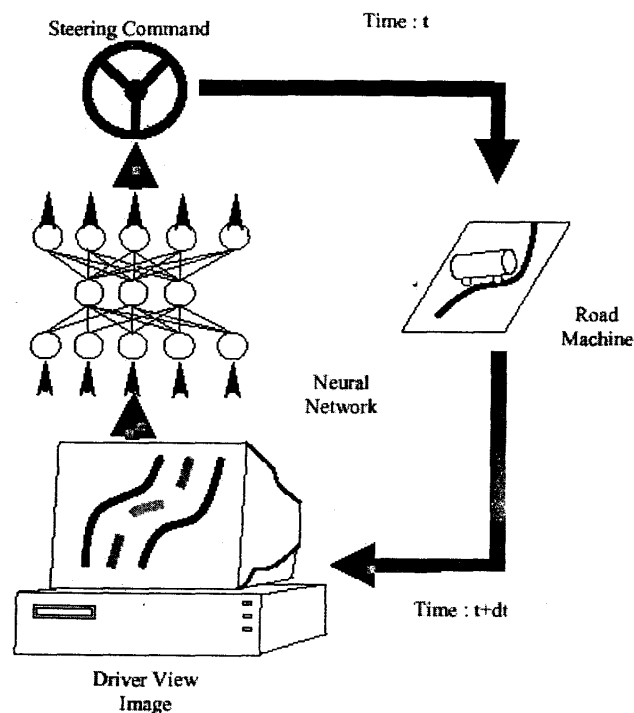 Steering Command
Time : t
Road
Machine
Neural
Network
Time : t+dt
Driver View
Image